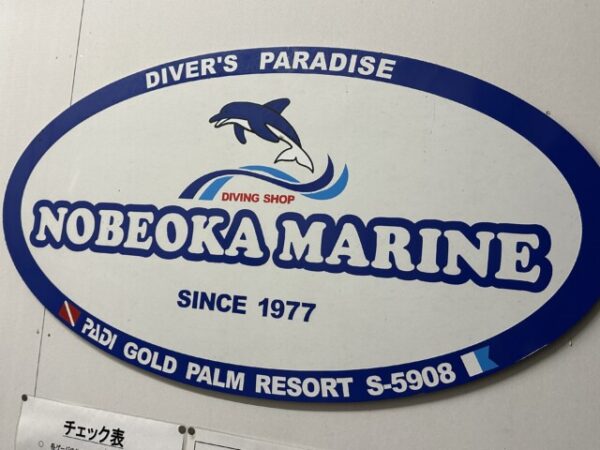 DIVER'S PARADISE
DIVING SHOP
NOBEOKA MARINE
SINCE 1977
PADI GOLD PALM RESORT S-5908
チェック表